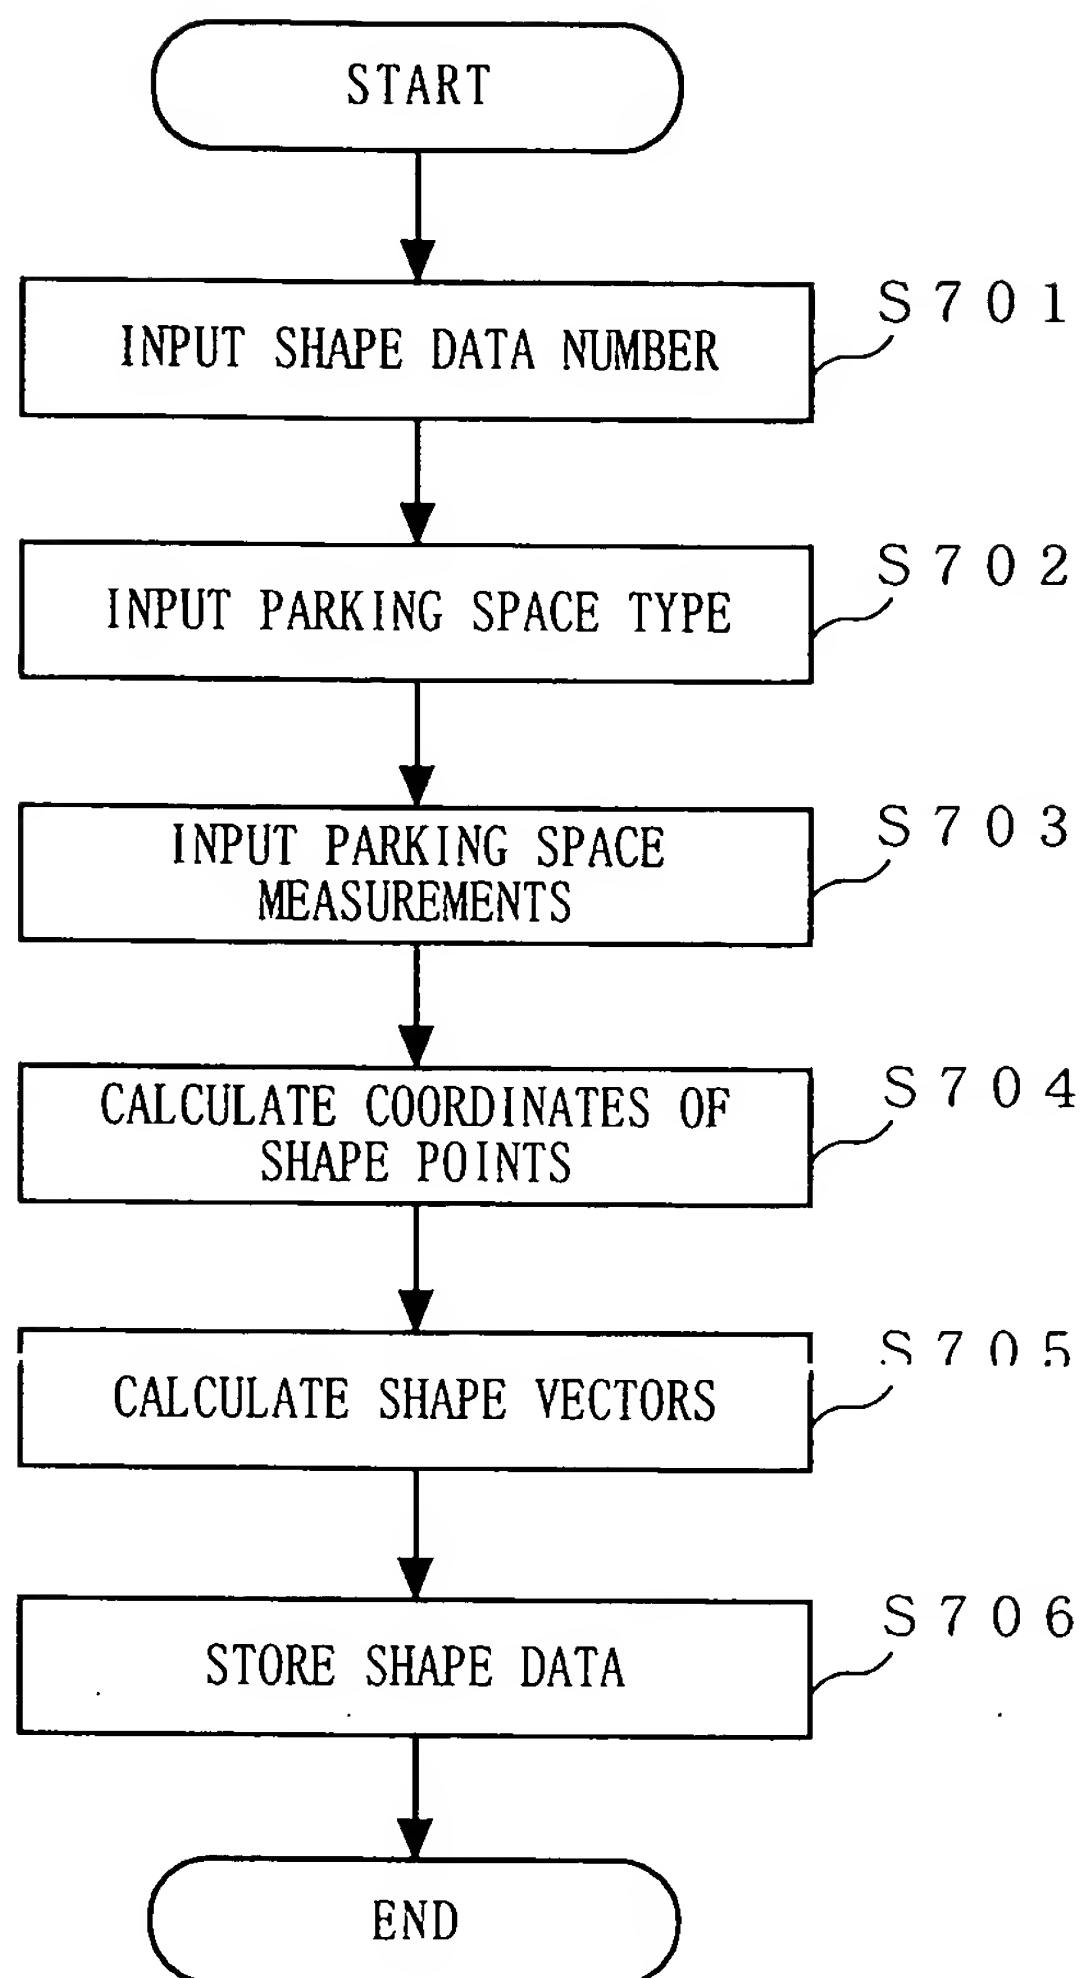 START
INPUT SHAPE DATA NUMBER
S701
INPUT PARKING SPACE TYPE
S702
INPUT PARKING SPACE
MEASUREMENTS
S703
CALCULATE COORDINATES OF
SHAPE POINTS
S704
CALCULATE SHAPE VECTORS
S705
STORE SHAPE DATA
S706
END